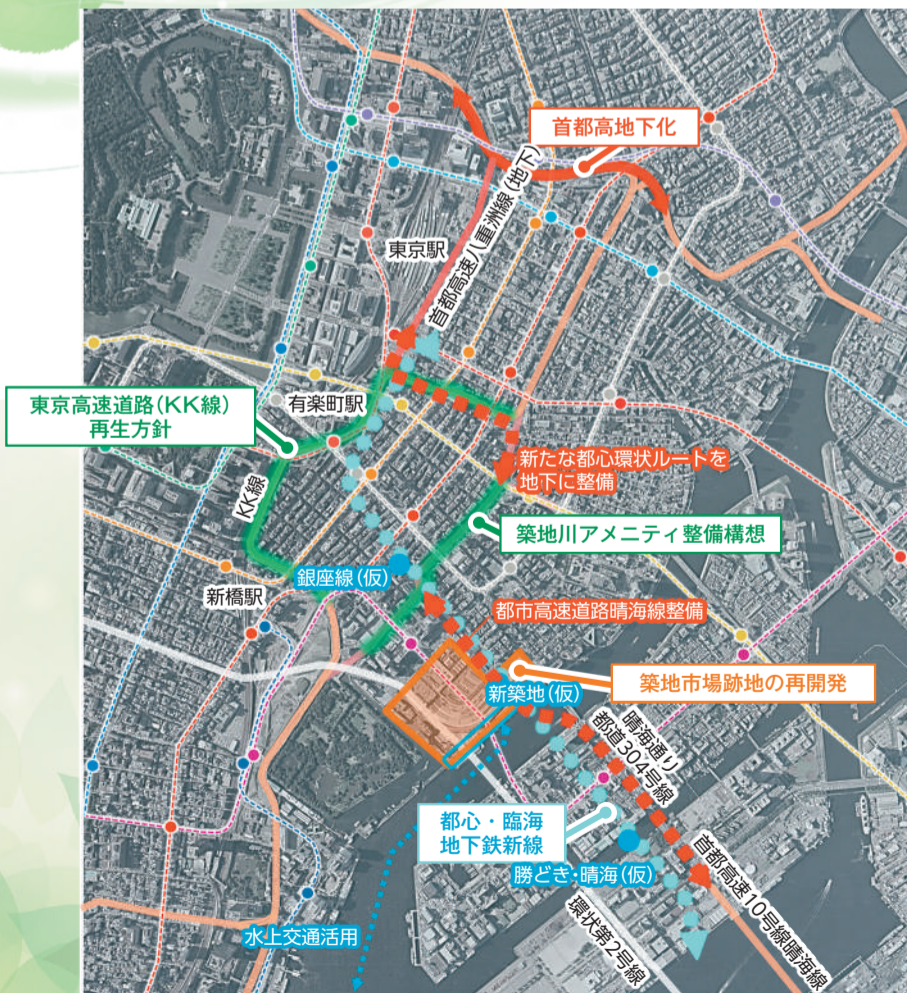 首都高地下化
首都高速八重洲線(地下)
東京駅
東京高速道路(KK線)
再生方針
有楽町駅
KK線
新たな都心環状ルートを
地下に整備
築地川アメニティ整備構想
銀座線(仮)
新橋駅
都市高速道路晴海線整備
築地市場跡地の再開発
新築地(仮)
晴海通り
都道304号線
都心・臨海
地下鉄新線
勝どき・晴海(仮)
首都高速10号線晴海線
環状第2号線
水上交通活用